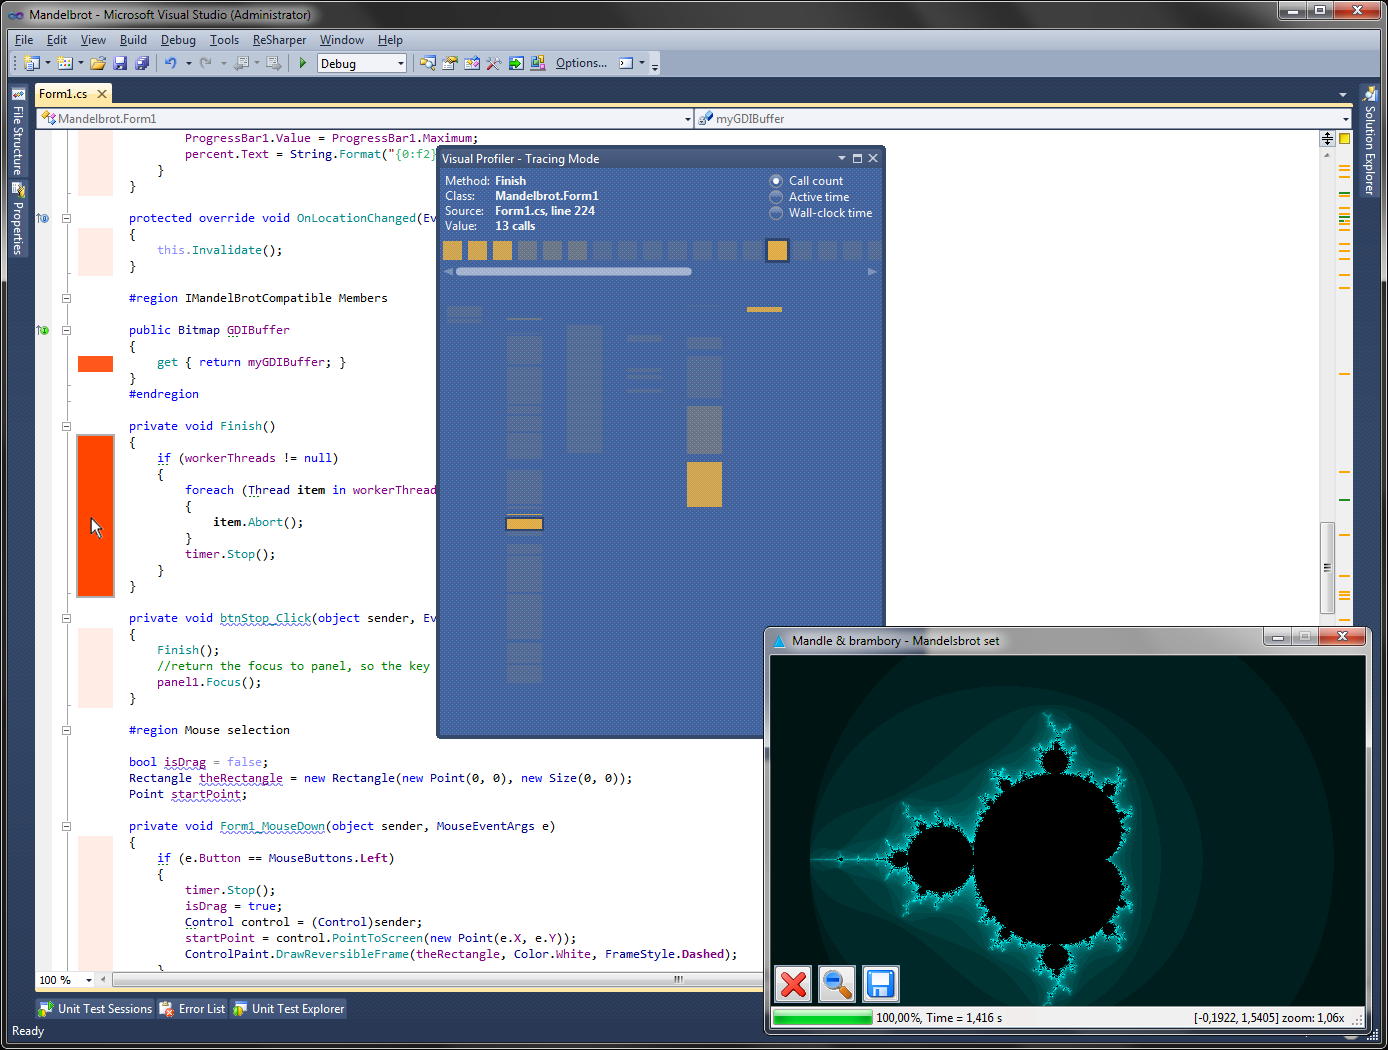 Mandelbrot - Microsoft Visual Studio (Administrator)
File Edit View Build Debug Tools ReSharper Window Help
Debug
Options...
Form1.cs
Mandelbrot.Form1
myGDIBuffer
File Structure
Properties
Solution Explorer
ProgressBar1.Value = ProgressBar1.Maximum;
percent.Text = String.Format("{0:f2}
}
}
protected override void OnLocationChanged(Ev
{
this.Invalidate();
}
#region IMandelBrotCompatible Members
public Bitmap GDIBuffer
{
get { return myGDIBuffer; }
}
#endregion
private void Finish()
{
if (workerThreads != null)
{
foreach (Thread item in workerThread
{
item.Abort();
}
timer.Stop();
}
}
private void btnStop_Click(object sender, Ev
{
Finish();
//return the focus to panel, so the key
panel1.Focus();
}
#region Mouse selection
bool isDrag = false;
Rectangle theRectangle = new Rectangle(new Point(0, 0), new Size(0, 0));
Point startPoint;
private void Form1_MouseDown(object sender, MouseEventArgs e)
{
if (e.Button == MouseButtons.Left)
{
timer.Stop();
isDrag = true;
Control control = (Control)sender;
startPoint = control.PointToScreen(new Point(e.X, e.Y));
ControlPaint.DrawReversibleFrame(theRectangle, Color.White, FrameStyle.Dashed);
}
Visual Profiler - Tracing Mode
Method: Finish
Class: Mandelbrot.Form1
Source: Form1.cs, line 224
Value: 13 calls
Call count
Active time
Wall-clock time
Mandle & brambory - Mandelsbrot set
100,00%, Time = 1,416 s
[-0,1922, 1,5405] zoom: 1,06x
100 %
Unit Test Sessions Error List Unit Test Explorer
Ready